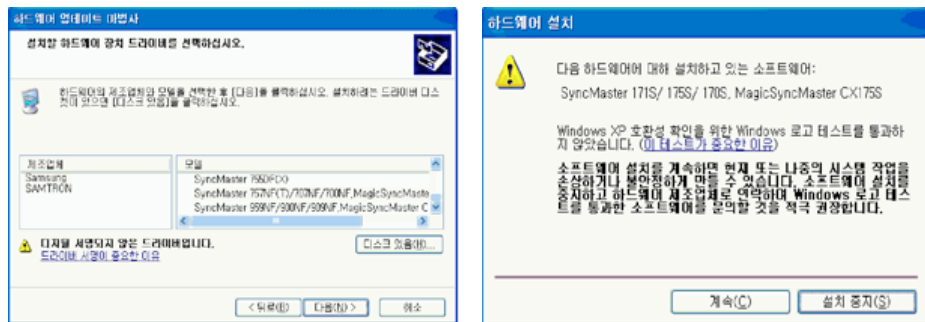 하드웨어 업데이트 마법사
설치할 하드웨어 장치 드라이버를 선택하십시오.
하드웨어의 제조업체와 모델을 선택한 후 [다음]을 클릭하십시오. 설치하려는 드라이버 디스
것이 있으면 [디스크 있음]을 클릭하십시오.
제조업체
Samsung
SAMTRON
모델
SyncMaster 757NF(T)/707NF/700NF,MagicSyncMaste
SyncMaster 959NF/900NF/909NF,MagicSyncMaster C
디지털 서명되지 않은 드라이버입니다.
드라이버 서명이 중요한 이유
디스크 있음(H)...
< 뒤로(B)
다음(N) >
취소
하드웨어 설치
다음 하드웨어에 대해 설치하고 있는 소프트웨어:
SyncMaster 171S/ 175S/ 170S, MagicSyncMaster CX175S
Windows XP 호환성 확인을 위한 Windows 로고 테스트를 통과하
지 않았습니다. (이 테스트가 중요한 이유)
소프트웨어 설치를 계속하면 현재 또는 나중의 시스템 작업을
손상하거나 불안정하게 만들 수 있습니다. 소프트웨어 설치를
중지하고 하드웨어 제조업체로 연락하여 Windows 로고 테스
트를 통과한 소프트웨어를 문의할 것을 적극 권장합니다.
계속(C)
설치 중지(S)